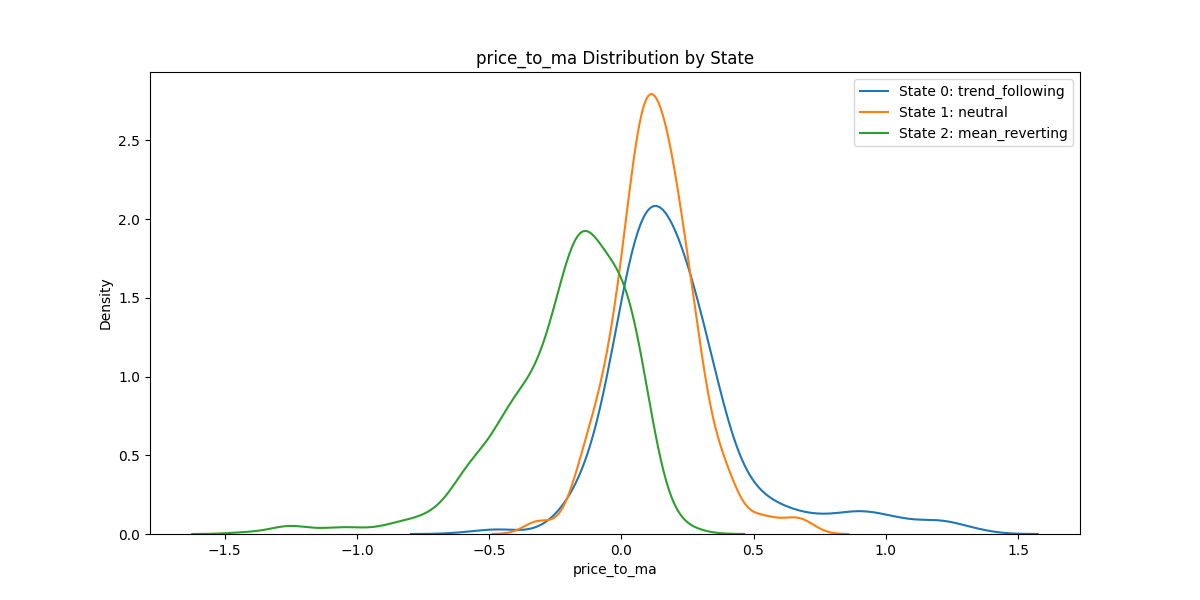 price_to_ma Distribution by State
State 0: trend_following
State 1: neutral
State 2: mean_reverting
Density
2.5
2.0
1.5
1.0
0.5
0.0
−1.5
−1.0
−0.5
0.0
0.5
1.0
1.5
price_to_ma